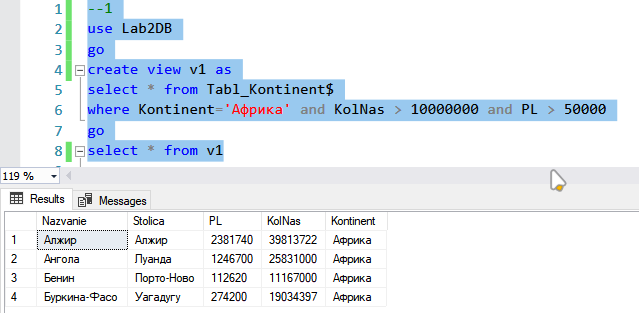 1 --1
2 use Lab2DB
3 go
4 create view v1 as
5 select * from Tabl_Kontinent$
6 where Kontinent='Африка' and KolNas > 10000000 and PL > 50000
7 go
8 select * from v1
119 %
Results Messages
Nazvanie Stolica PL KolNas Kontinent
1 Алжир Алжир 2381740 39813722 Африка
2 Ангола Луанда 1246700 25831000 Африка
3 Бенин Порто-Ново 112620 11167000 Африка
4 Буркина-Фасо Уагадугу 274200 19034397 Африка